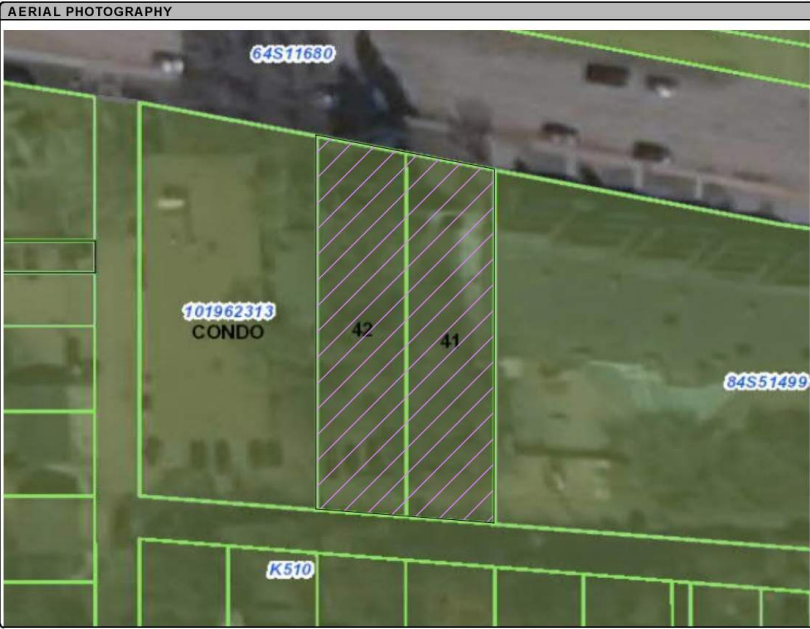 AERIAL PHOTOGRAPHY
64S11680
101962313
CONDO
42
41
84S51499
K510